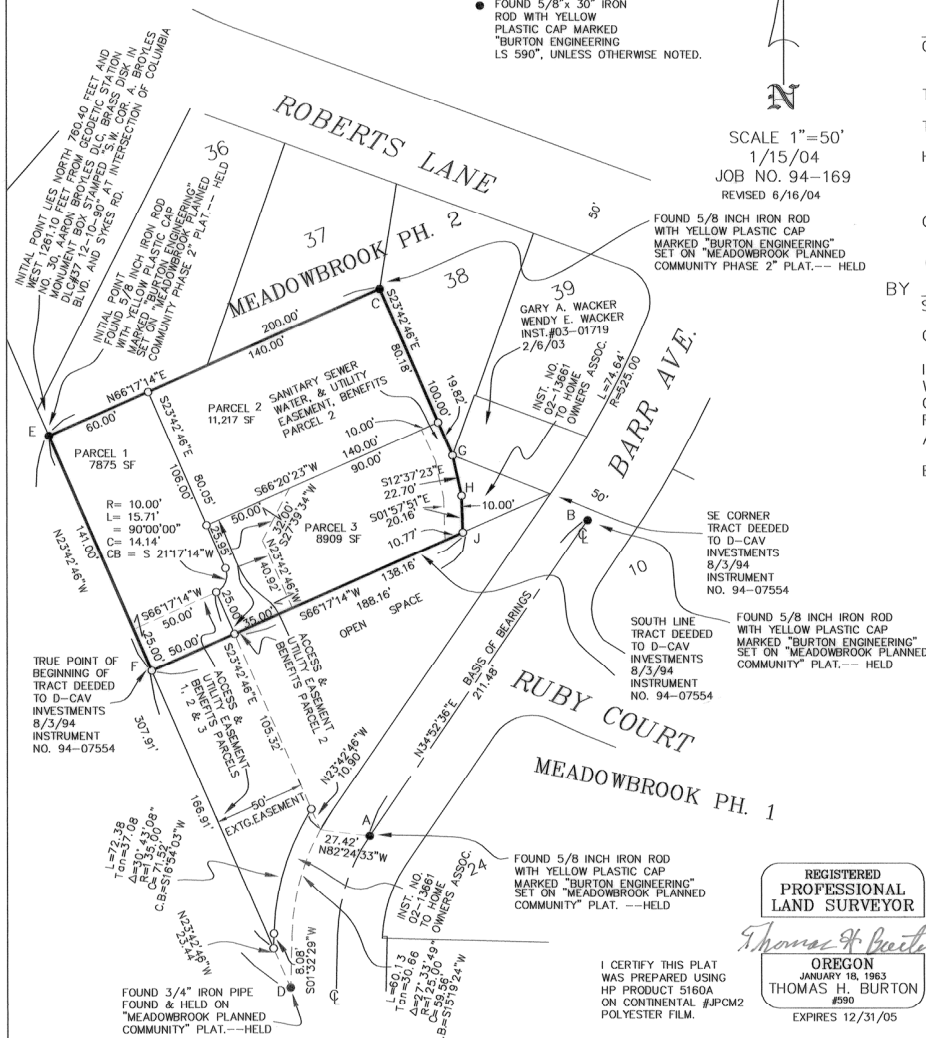 FOUND 5/8"x 30" IRON
ROD WITH YELLOW
PLASTIC CAP MARKED
"BURTON ENGINEERING
LS 590", UNLESS OTHERWISE NOTED.
N
SCALE 1"=50'
1/15/04
JOB NO. 94-169
REVISED 6/16/04
INITIAL POINT LIES NORTH 760.40 FEET AND
WEST 1261.10 FEET FROM GEODETIC STATION
NO. 30, AARON BROYLES DLC, BRASS DISK IN
MONUMENT BOX STAMPED "S.W. COR. A. BROYLES
DLC#37 12-10-90" AT INTERSECTION OF COLUMBIA
BLVD. AND SYKES RD.
INITIAL POINT
FOUND 5/8 INCH IRON ROD
WITH YELLOW PLASTIC CAP
MARKED "BURTON ENGINEERING"
SET ON "MEADOWBROOK PLANNED
COMMUNITY PHASE 2" PLAT.-- HELD
ROBERTS LANE
50'
36
37
38
39
MEADOWBROOK PH. 2
FOUND 5/8 INCH IRON ROD
WITH YELLOW PLASTIC CAP
MARKED "BURTON ENGINEERING"
SET ON "MEADOWBROOK PLANNED
COMMUNITY PHASE 2" PLAT.-- HELD
BY
GARY A. WACKER
WENDY E. WACKER
INST.#03-01719
2/6/03
INST. NO.
02-13661
TO HOME
OWNERS ASSOC.
L=74.64'
R=525.00
BARR AVE.
C
200.00'
140.00'
N66°17'14"E
60.00'
E
S23°42'46"E
80.18'
100.00'
19.82'
PARCEL 1
7875 SF
PARCEL 2
11,217 SF
SANITARY SEWER
WATER, & UTILITY
EASEMENT, BENEFITS
PARCEL 2
10.00'
140.00'
90.00'
S66°20'23"W
50.00'
S23°42'46"E
106.00'
80.05'
25.95'
R= 10.00'
L= 15.71'
= 90°00'00"
C= 14.14'
CB = S 21°17'14"W
N23°42'46"W
141.00'
25.00'
32.00'
S27°39'34"W
N23°42'46"W
40.92'
PARCEL 3
8909 SF
G
S12°37'23"E
22.70'
H
S01°57'51"E
20.16'
10.00'
10.77'
J
138.16'
188.16'
S66°17'14"W
35.00'
OPEN SPACE
S66°17'14"W
50.00'
25.00'
50.00'
F
TRUE POINT OF
BEGINNING OF
TRACT DEEDED
TO D-CAV
INVESTMENTS
8/3/94
INSTRUMENT
NO. 94-07554
50'
B
SE CORNER
TRACT DEEDED
TO D-CAV
INVESTMENTS
8/3/94
INSTRUMENT
NO. 94-07554
10
SOUTH LINE
TRACT DEEDED
TO D-CAV
INVESTMENTS
8/3/94
INSTRUMENT
NO. 94-07554
FOUND 5/8 INCH IRON ROD
WITH YELLOW PLASTIC CAP
MARKED "BURTON ENGINEERING"
SET ON "MEADOWBROOK PLANNED
COMMUNITY" PLAT.-- HELD
BASIS OF BEARINGS
N34°52'36"E 211.48'
RUBY COURT
MEADOWBROOK PH. 1
ACCESS &
UTILITY EASEMENT
BENEFITS PARCELS
1, 2 & 3
ACCESS &
UTILITY EASEMENT
BENEFITS PARCEL 2
S23°42'46"E
105.32'
307.91'
166.91'
50'
EXTG.EASEMENT
N23°42'46"W
10.90'
A
27.42'
N82°24'33"W
24
L=72.38
Tan=37.08
Δ=30°43'08"
R=135.00'
C=71.52'
C.B.=S16°54'03"W
N23°42'46"W
23.44'
INST. NO.
02-13661
TO HOME
OWNERS ASSOC.
8.08'
S01°32'29"W
D
L=60.13
Tan=30.66
Δ=27°33'49"
R=125.00'
C=59.56'
C.B.=S15°19'24"W
FOUND 5/8 INCH IRON ROD
WITH YELLOW PLASTIC CAP
MARKED "BURTON ENGINEERING"
SET ON "MEADOWBROOK PLANNED
COMMUNITY" PLAT. --HELD
FOUND 3/4" IRON PIPE
FOUND & HELD ON
"MEADOWBROOK PLANNED
COMMUNITY" PLAT.--HELD
I CERTIFY THIS PLAT
WAS PREPARED USING
HP PRODUCT 5160A
ON CONTINENTAL #JPCM2
POLYESTER FILM.
REGISTERED
PROFESSIONAL
LAND SURVEYOR
Thomas H Burton
OREGON
JANUARY 18, 1963
THOMAS H. BURTON
#590
EXPIRES 12/31/05